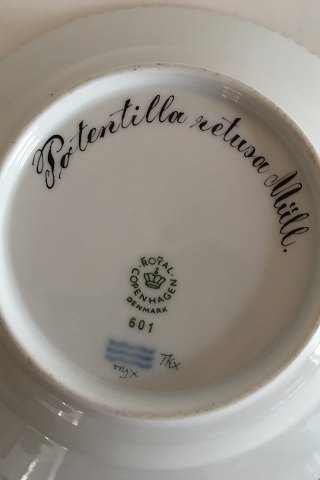 Potentilla retusa Müll.
ROYAL
COPENHAGEN
DENMARK
601